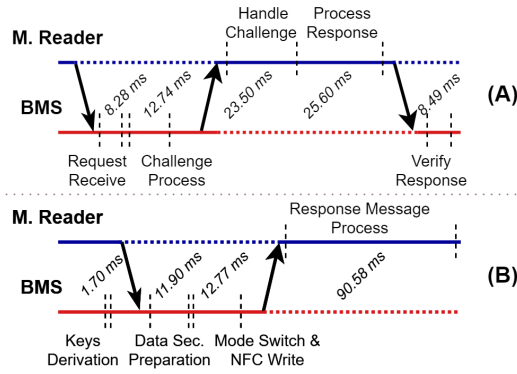 Handle Process
Challenge Response
M. Reader
8.28 ms 12.74 ms 23.50 ms 25.60 ms 8.49 ms
(A)
BMS
Request Challenge Verify
Receive Process Response
M. Reader
Response Message
Process
1.70 ms 11.90 ms 12.77 ms 90.58 ms
(B)
BMS
Keys Data Sec. Mode Switch &
Derivation Preparation NFC Write